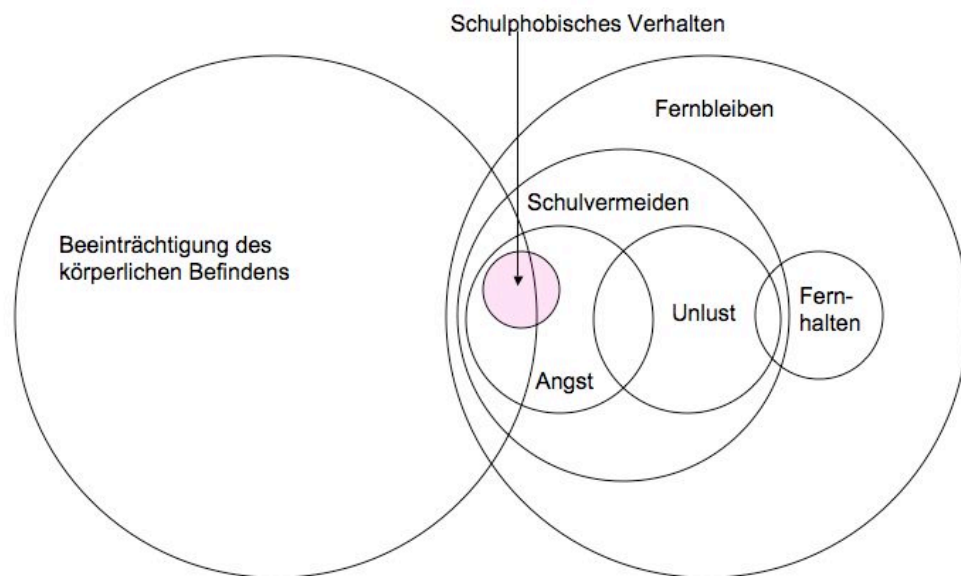 Schulphobisches Verhalten
Fernbleiben
Schulvermeiden
Beeinträchtigung des
körperlichen Befindens
Unlust
Fern-
halten
Angst